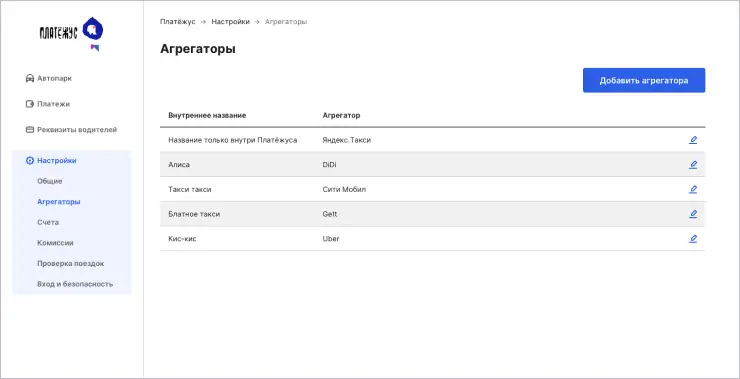 ПЛАТЁЖУС
Платёжус → Настройки → Агрегаторы
Агрегаторы
Автопарк
Платежи
Реквизиты водителей
Настройки
Общие
Агрегаторы
Счета
Комиссии
Проверка поездок
Вход и безопасность
Добавить агрегатора
Внутреннее название Агрегатор
Название только внутри Платёжуса Яндекс.Такси
Алиса DiDi
Такси такси Сити Мобил
Блатное такси Gett
Кис-кис Uber